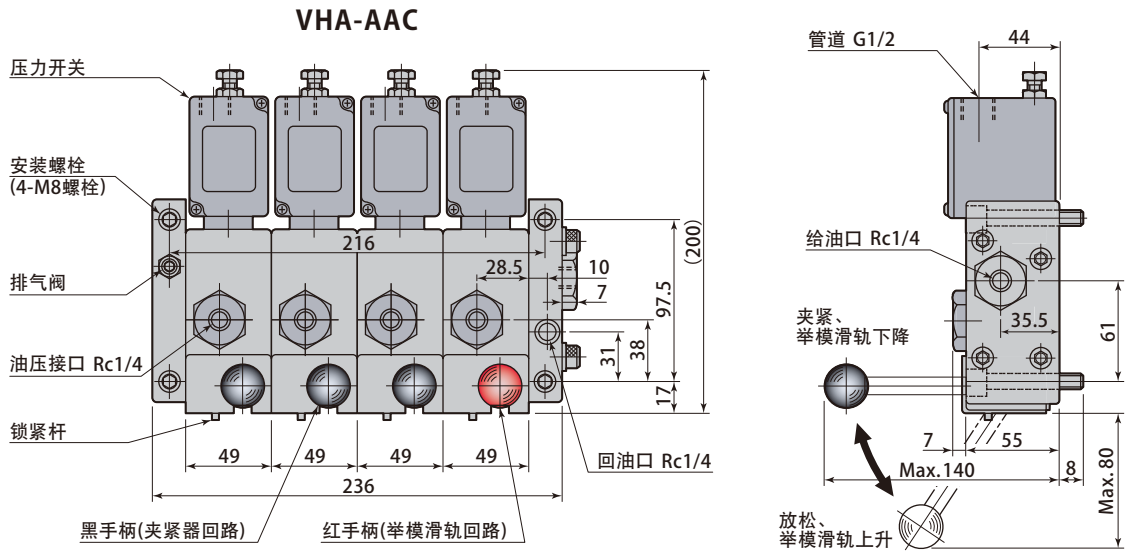 VHA-AAC
压力开关
安装螺栓
(4-M8螺栓)
排气阀
油压接口 Rc1/4
锁紧杆
216
28.5
10
7
(200)
97.5
31
38
17
49
49
49
49
236
回油口 Rc1/4
黑手柄(夹紧器回路)
红手柄(举模滑轨回路)
管道 G1/2
44
给油口 Rc1/4
35.5
61
夹紧、
举模滑轨下降
7
55
Max.140
8
Max.80
放松、
举模滑轨上升